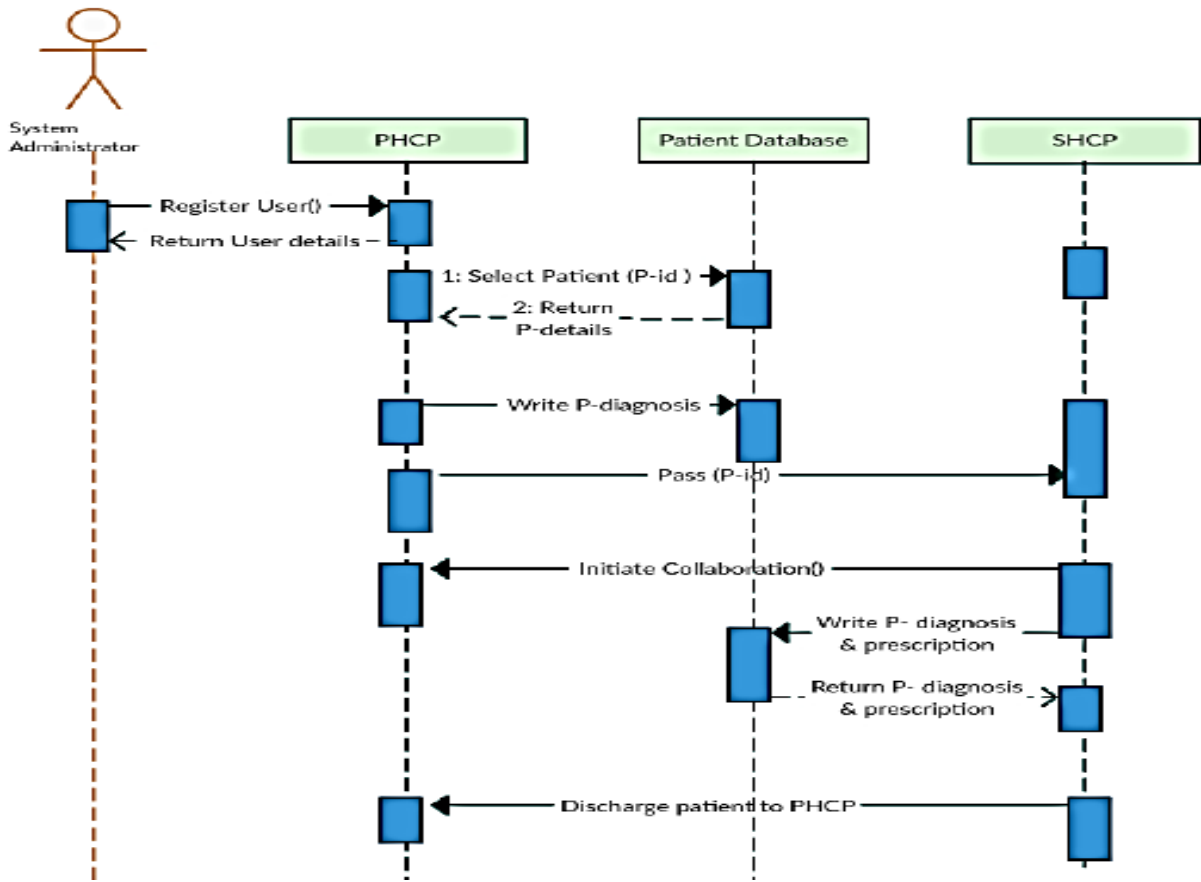 System
Administrator
PHCP
Patient Database
SHCP
Register User()
Return User details
1: Select Patient (P-id )
2: Return
P-details
Write P-diagnosis
Pass (P-id)
Initiate Collaboration()
Write P- diagnosis
& prescription
Return P- diagnosis
& prescription
Discharge patient to PHCP